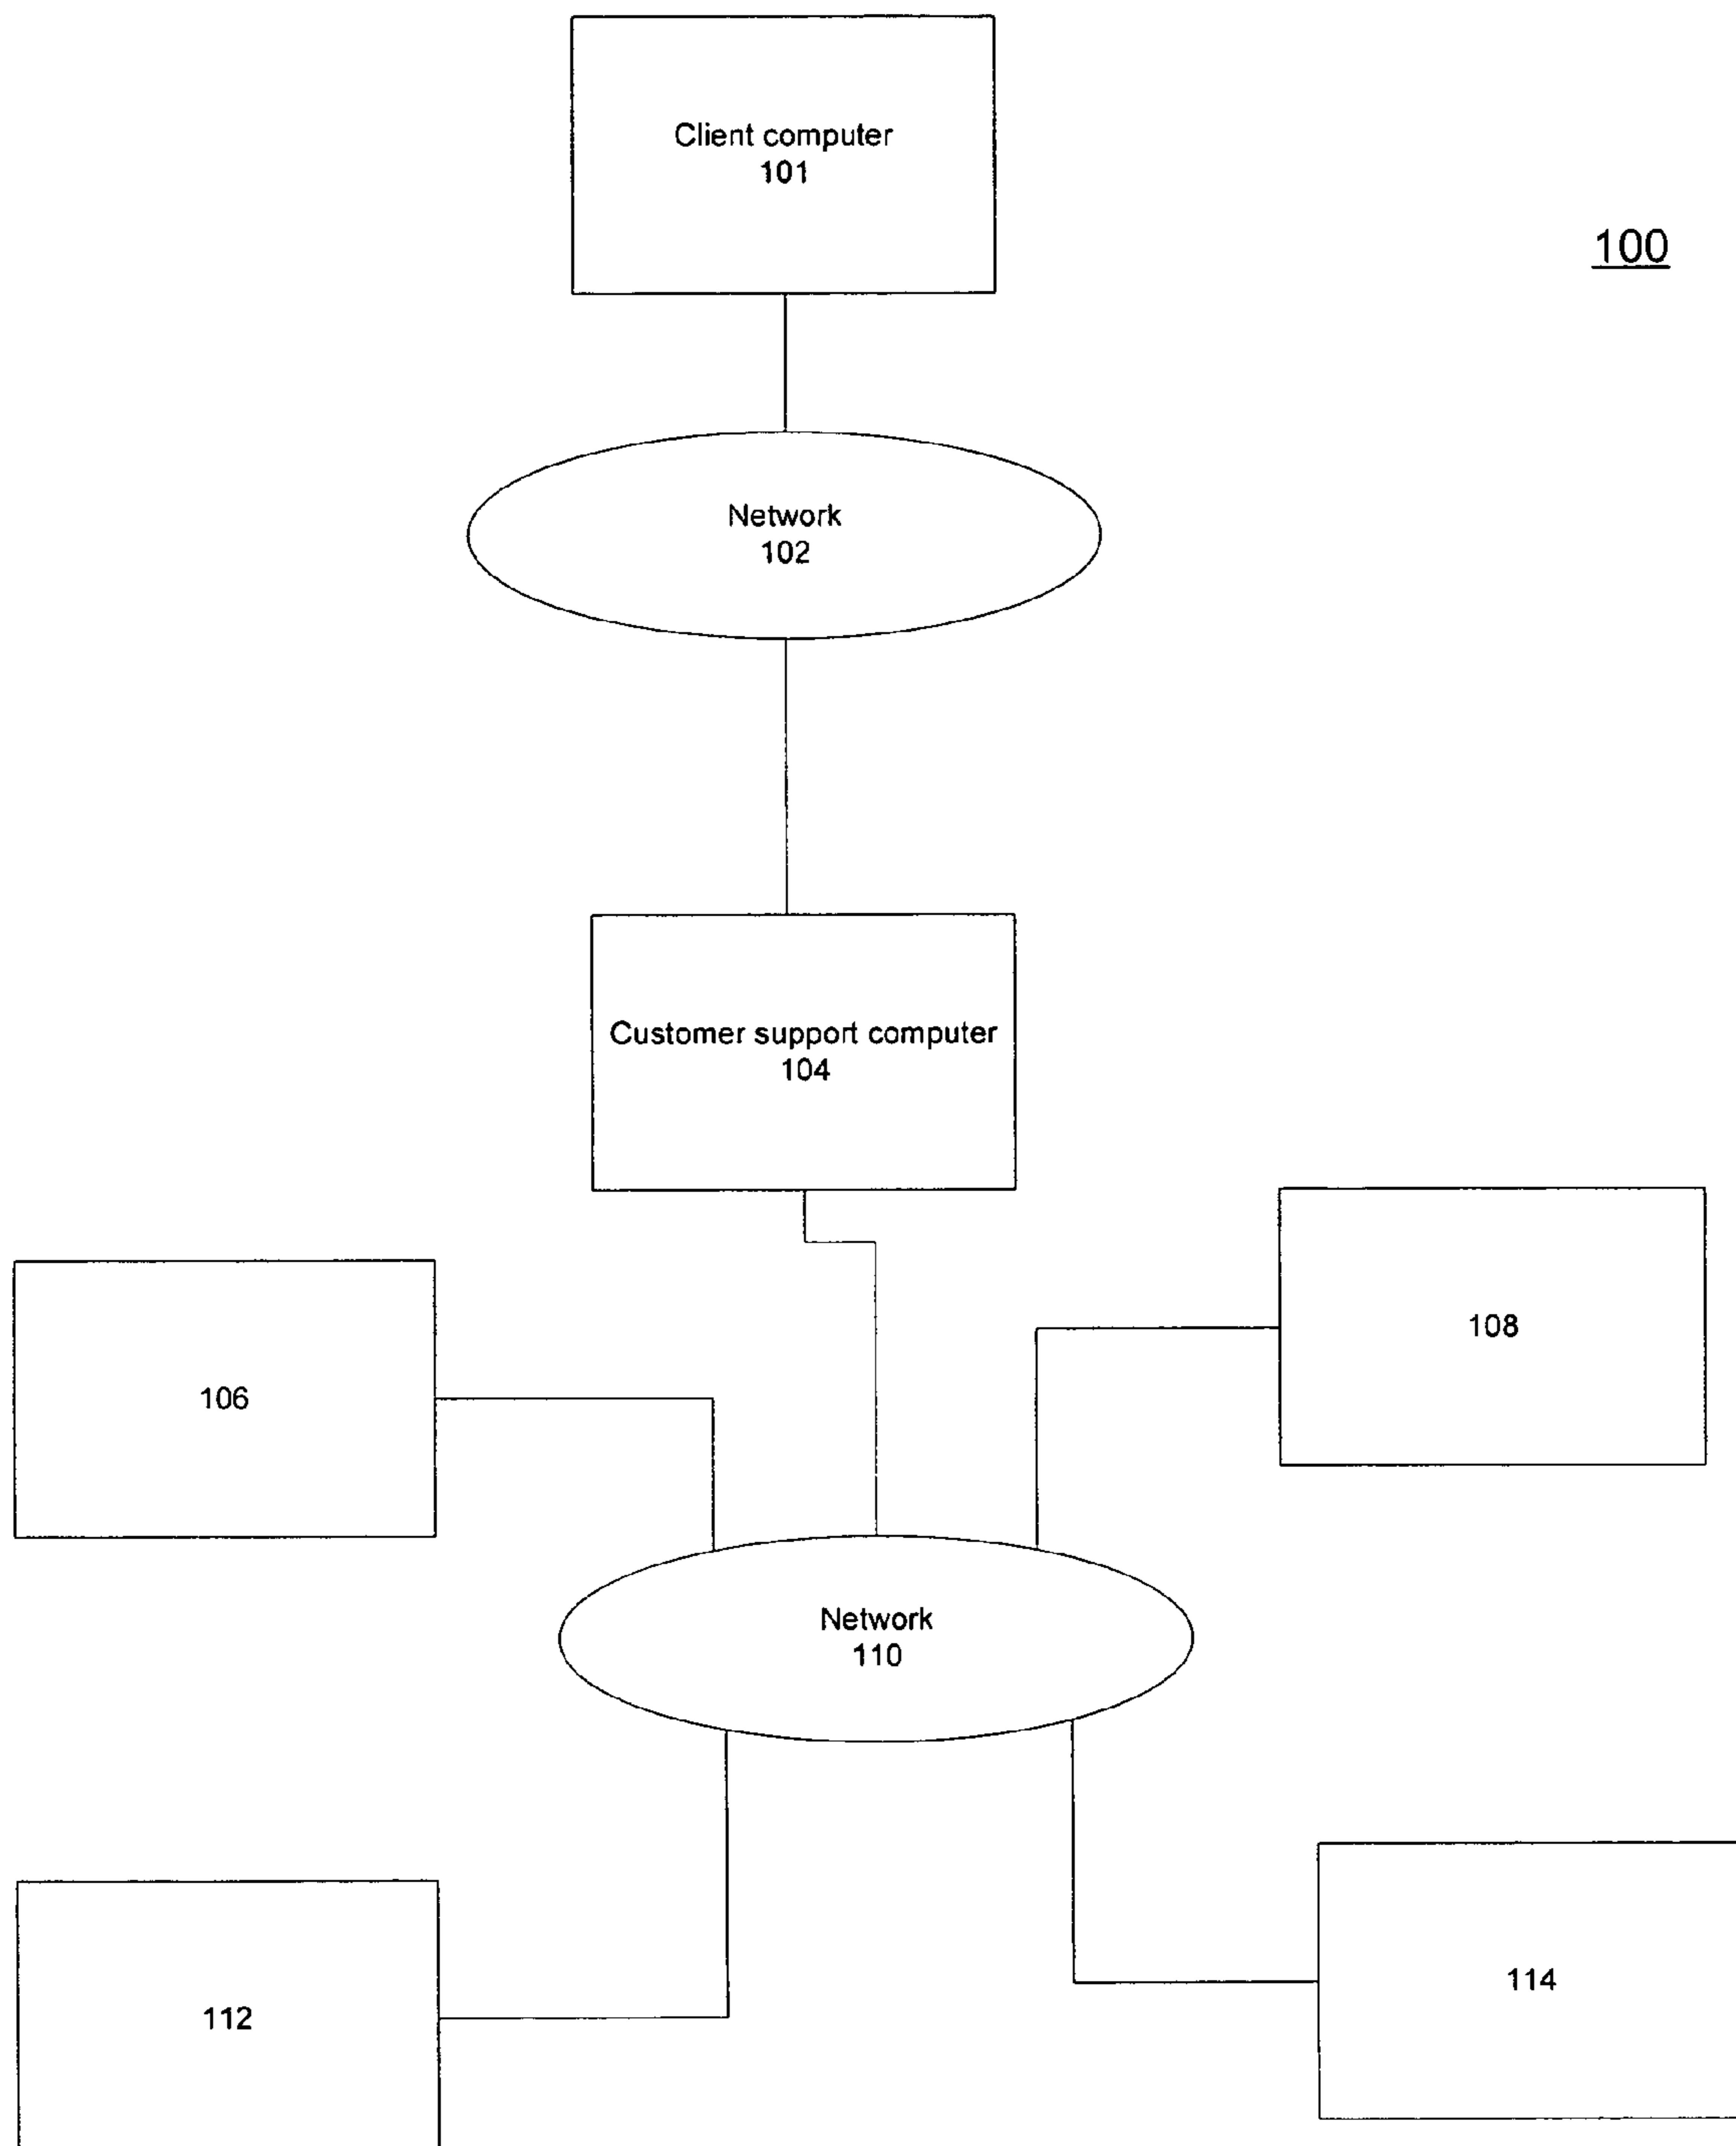 Client computer
101
100
Network
102
Customer support computer
104
108
106
Network
110
114
112